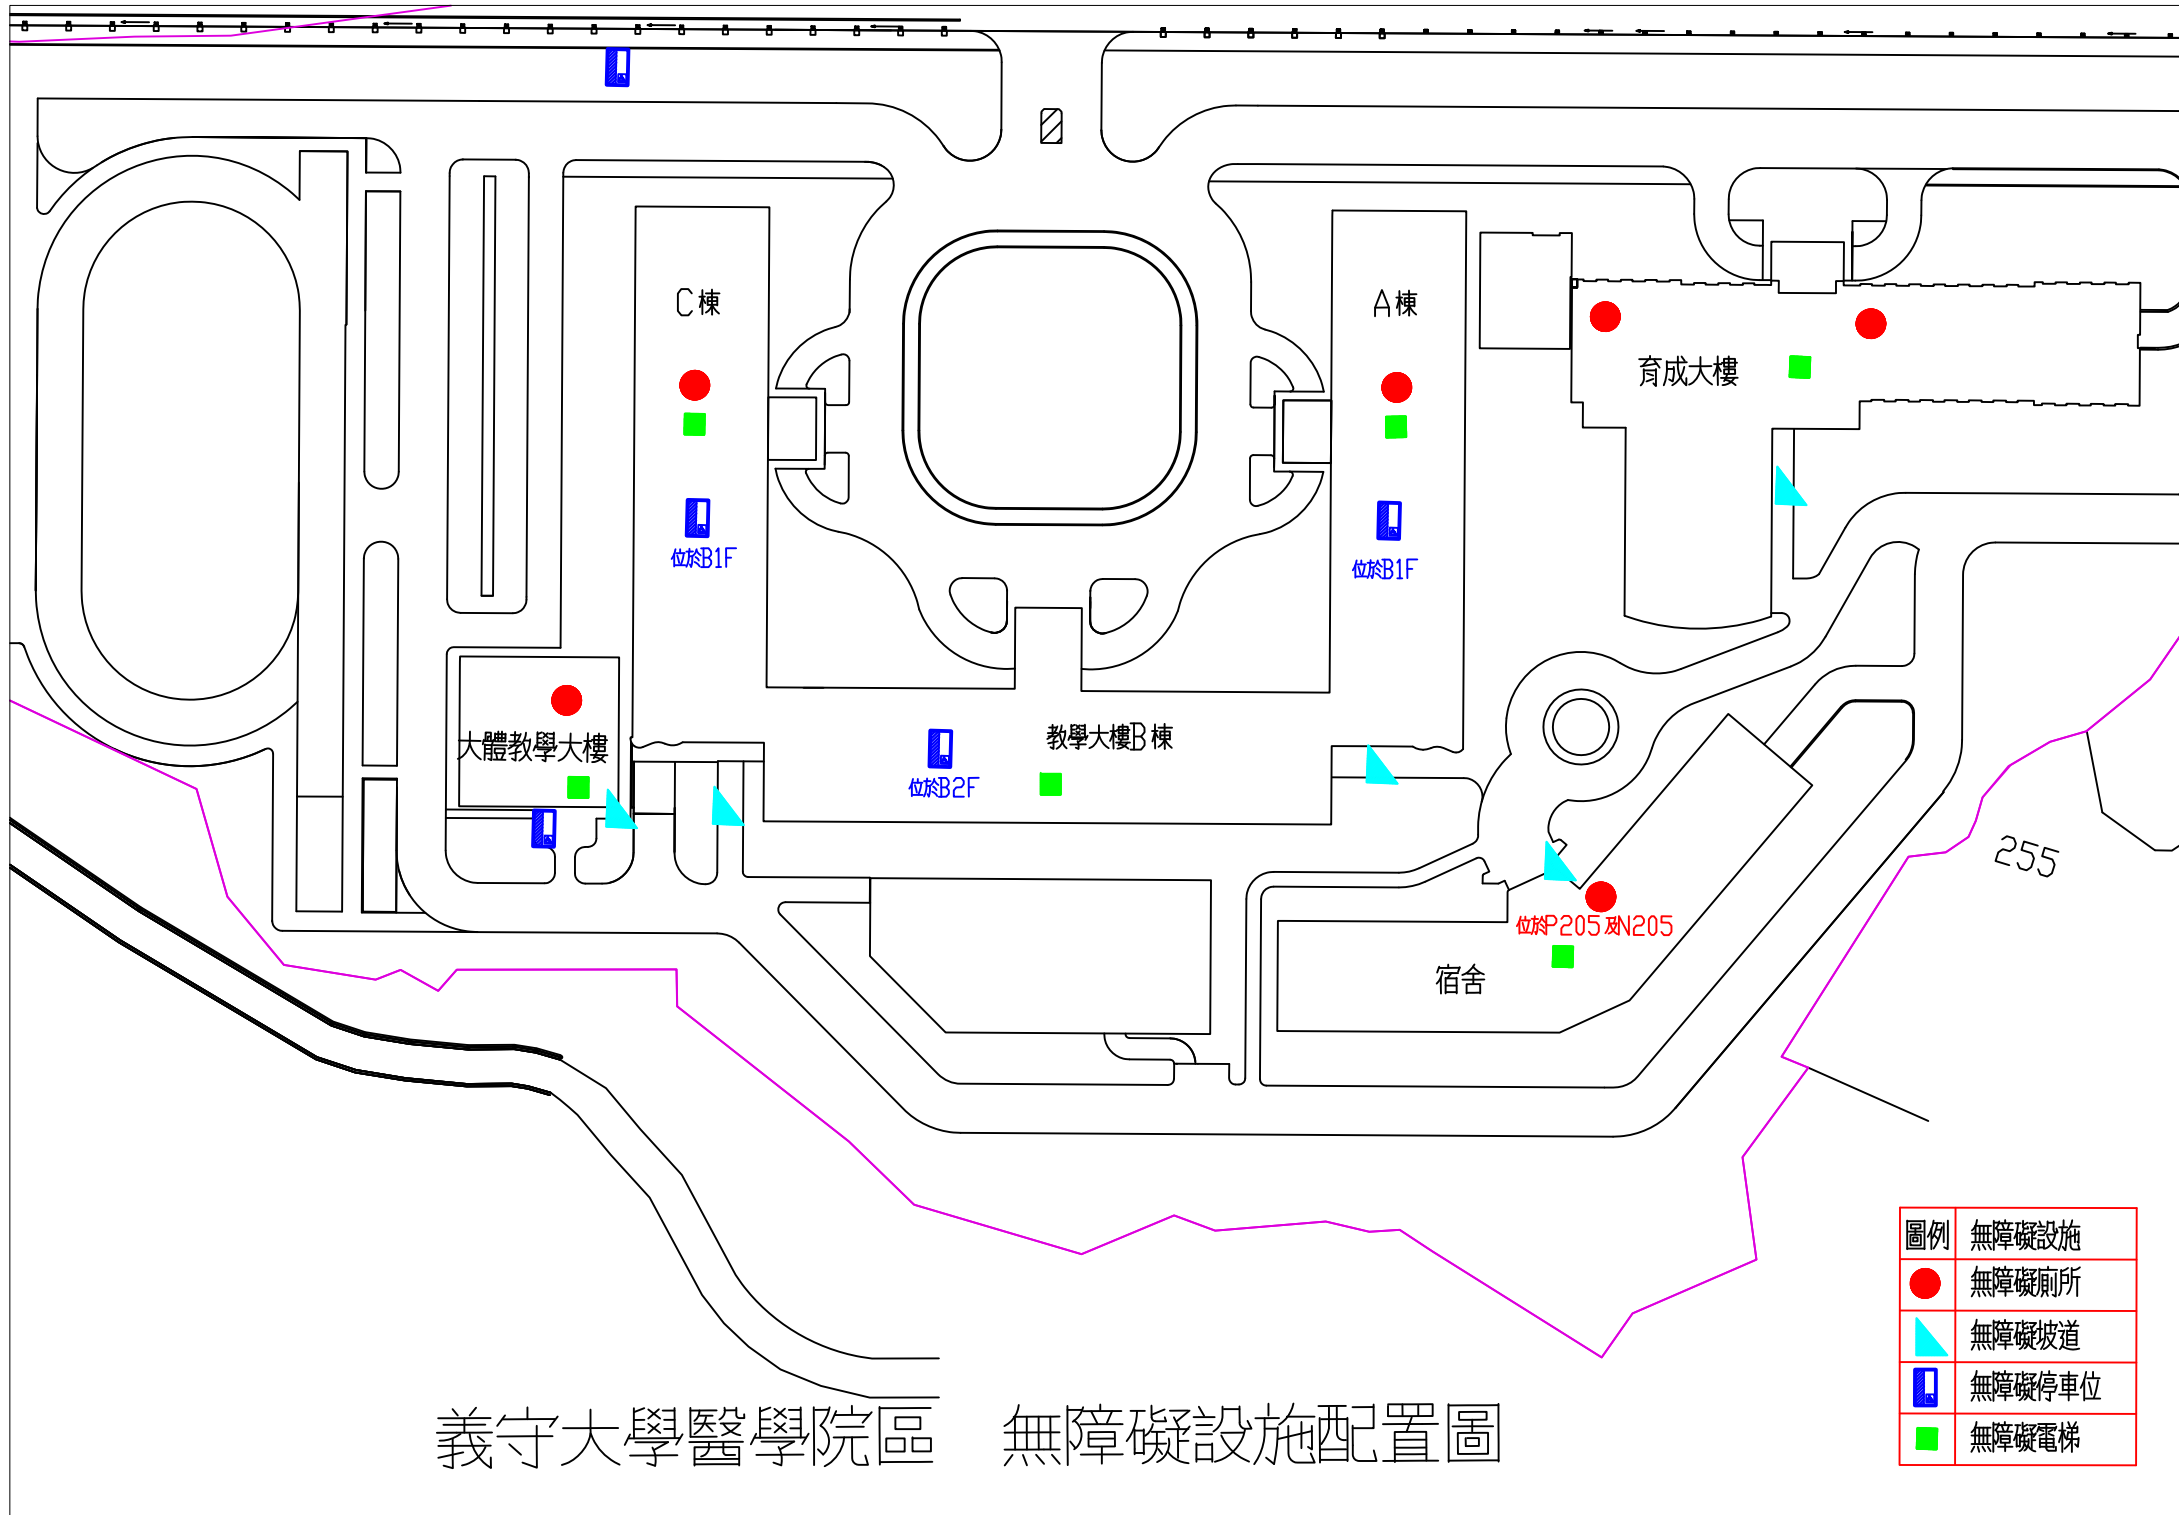 C棟
A棟
育成大樓
位於B1F
位於B1F
大體教學大樓
教學大樓B棟
位於B2F
255
位於P205及N205
宿舍
圖例 無障礙設施
無障礙廁所
無障礙坡道
無障礙停車位
無障礙電梯
義守大學醫學院區 無障礙設施配置圖